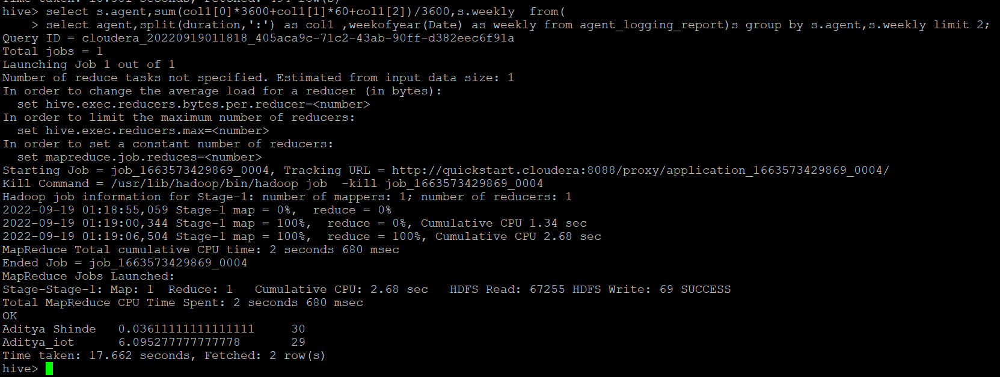 Time taken: 16.501 seconds, Fetched: 494 row(s)
hive> select s.agent,sum(col1[0]*3600+col1[1]*60+col1[2])/3600,s.weekly  from(
    > select agent,split(duration,':') as col1 ,weekofyear(Date) as weekly from agent_logging_report)s group by s.agent,s.weekly limit 2;
Query ID = cloudera_20220919011818_405aca9c-71c2-43ab-90ff-d382eec6f91a
Total jobs = 1
Launching Job 1 out of 1
Number of reduce tasks not specified. Estimated from input data size: 1
In order to change the average load for a reducer (in bytes):
  set hive.exec.reducers.bytes.per.reducer=<number>
In order to limit the maximum number of reducers:
  set hive.exec.reducers.max=<number>
In order to set a constant number of reducers:
  set mapreduce.job.reduces=<number>
Starting Job = job_1663573429869_0004, Tracking URL = http://quickstart.cloudera:8088/proxy/application_1663573429869_0004/
Kill Command = /usr/lib/hadoop/bin/hadoop job  -kill job_1663573429869_0004
Hadoop job information for Stage-1: number of mappers: 1; number of reducers: 1
2022-09-19 01:18:55,059 Stage-1 map = 0%,  reduce = 0%
2022-09-19 01:19:00,344 Stage-1 map = 100%,  reduce = 0%, Cumulative CPU 1.34 sec
2022-09-19 01:19:06,504 Stage-1 map = 100%,  reduce = 100%, Cumulative CPU 2.68 sec
MapReduce Total cumulative CPU time: 2 seconds 680 msec
Ended Job = job_1663573429869_0004
MapReduce Jobs Launched:
Stage-Stage-1: Map: 1  Reduce: 1   Cumulative CPU: 2.68 sec   HDFS Read: 67255 HDFS Write: 69 SUCCESS
Total MapReduce CPU Time Spent: 2 seconds 680 msec
OK
Aditya Shinde   0.03611111111111111     30
Aditya_iot      6.095277777777778       29
Time taken: 17.662 seconds, Fetched: 2 row(s)
hive>